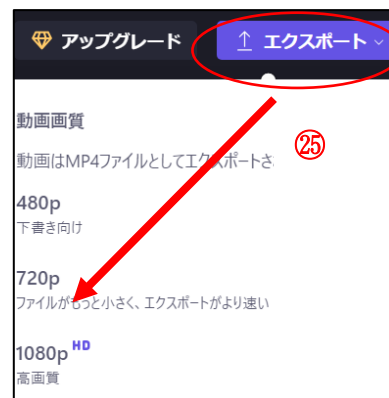 アップグレード
エクスポート
動画画質
動画はMP4ファイルとしてエクスポートさ
㉕
480p
下書き向け
720p
ファイルがもっと小さく、エクスポートがより速い
1080p HD
高画質